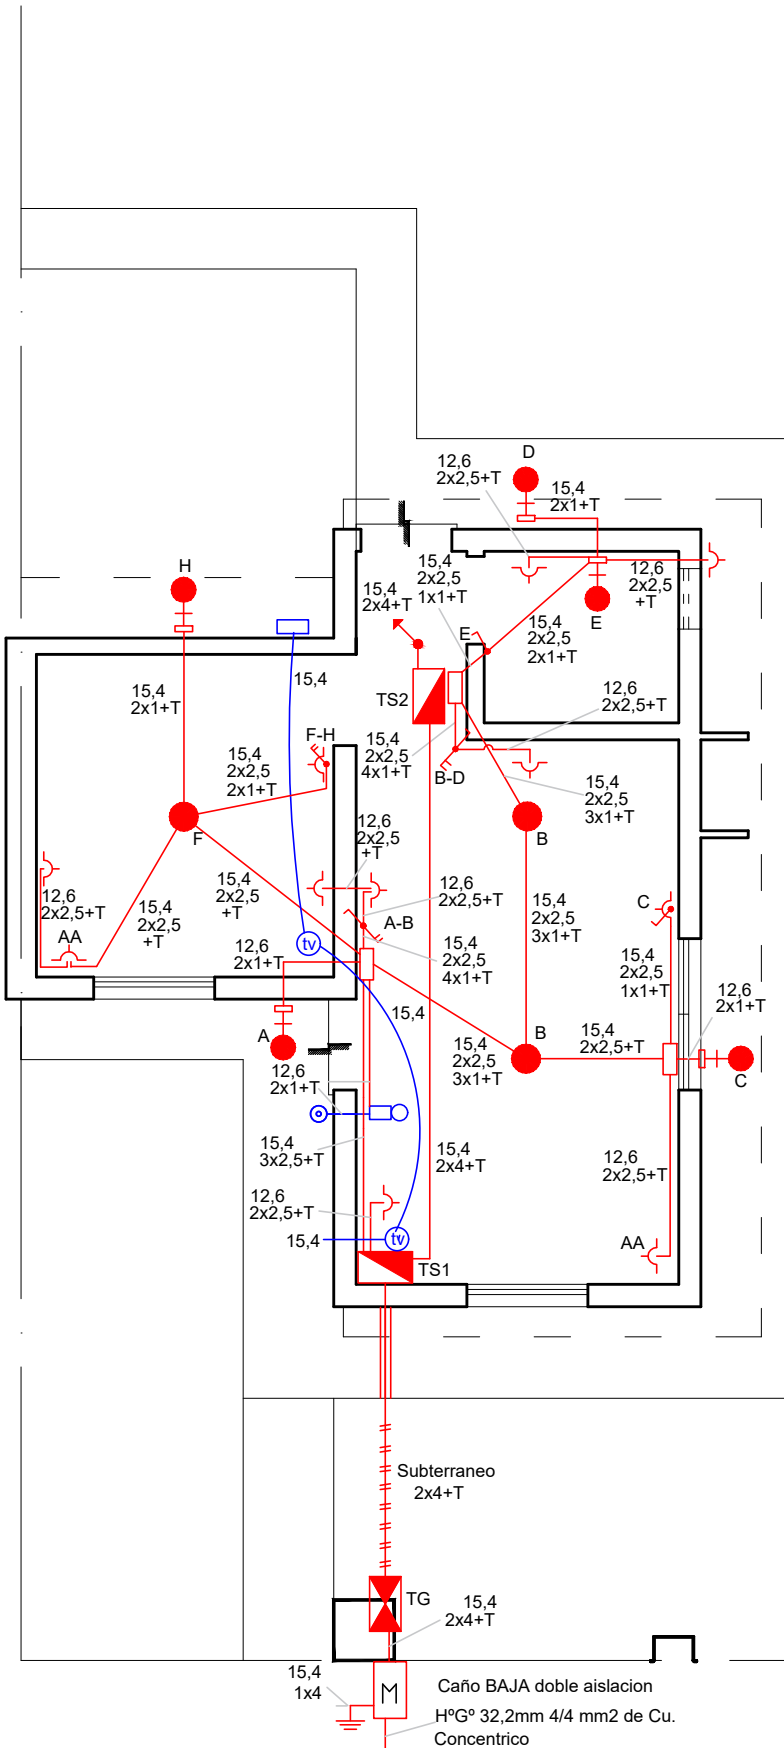 D
12,6
2x2,5+T
15,4
2x1+T
15,4
2x2,5
1x1+T
H
15,4
2x4+T
12,6
2x2,5
+T
E
E
15,4
2x2,5
2x1+T
15,4
TS2
12,6
2x2,5+T
15,4
2x1+T
F-H
15,4
2x2,5
4x1+T
B-D
15,4
2x2,5
2x1+T
15,4
2x2,5
3x1+T
F
B
12,6
2x2,5
+T
15,4
2x2,5
+T
12,6
2x2,5+T
12,6
2x2,5+T
15,4
2x2,5
+T
AA
A-B
15,4
2x2,5
3x1+T
C
12,6
2x1+T
tv
15,4
2x2,5
4x1+T
15,4
2x2,5
1x1+T
12,6
2x1+T
15,4
A
B
15,4
2x2,5+T
15,4
2x2,5
3x1+T
C
12,6
2x1+T
15,4
3x2,5+T
15,4
2x4+T
12,6
2x2,5+T
12,6
2x2,5+T
15,4
tv
AA
TS1
Subterraneo
2x4+T
TG
15,4
2x4+T
15,4
1x4
M
Caño BAJA doble aislacion
HºGº 32,2mm 4/4 mm2 de Cu.
Concentrico